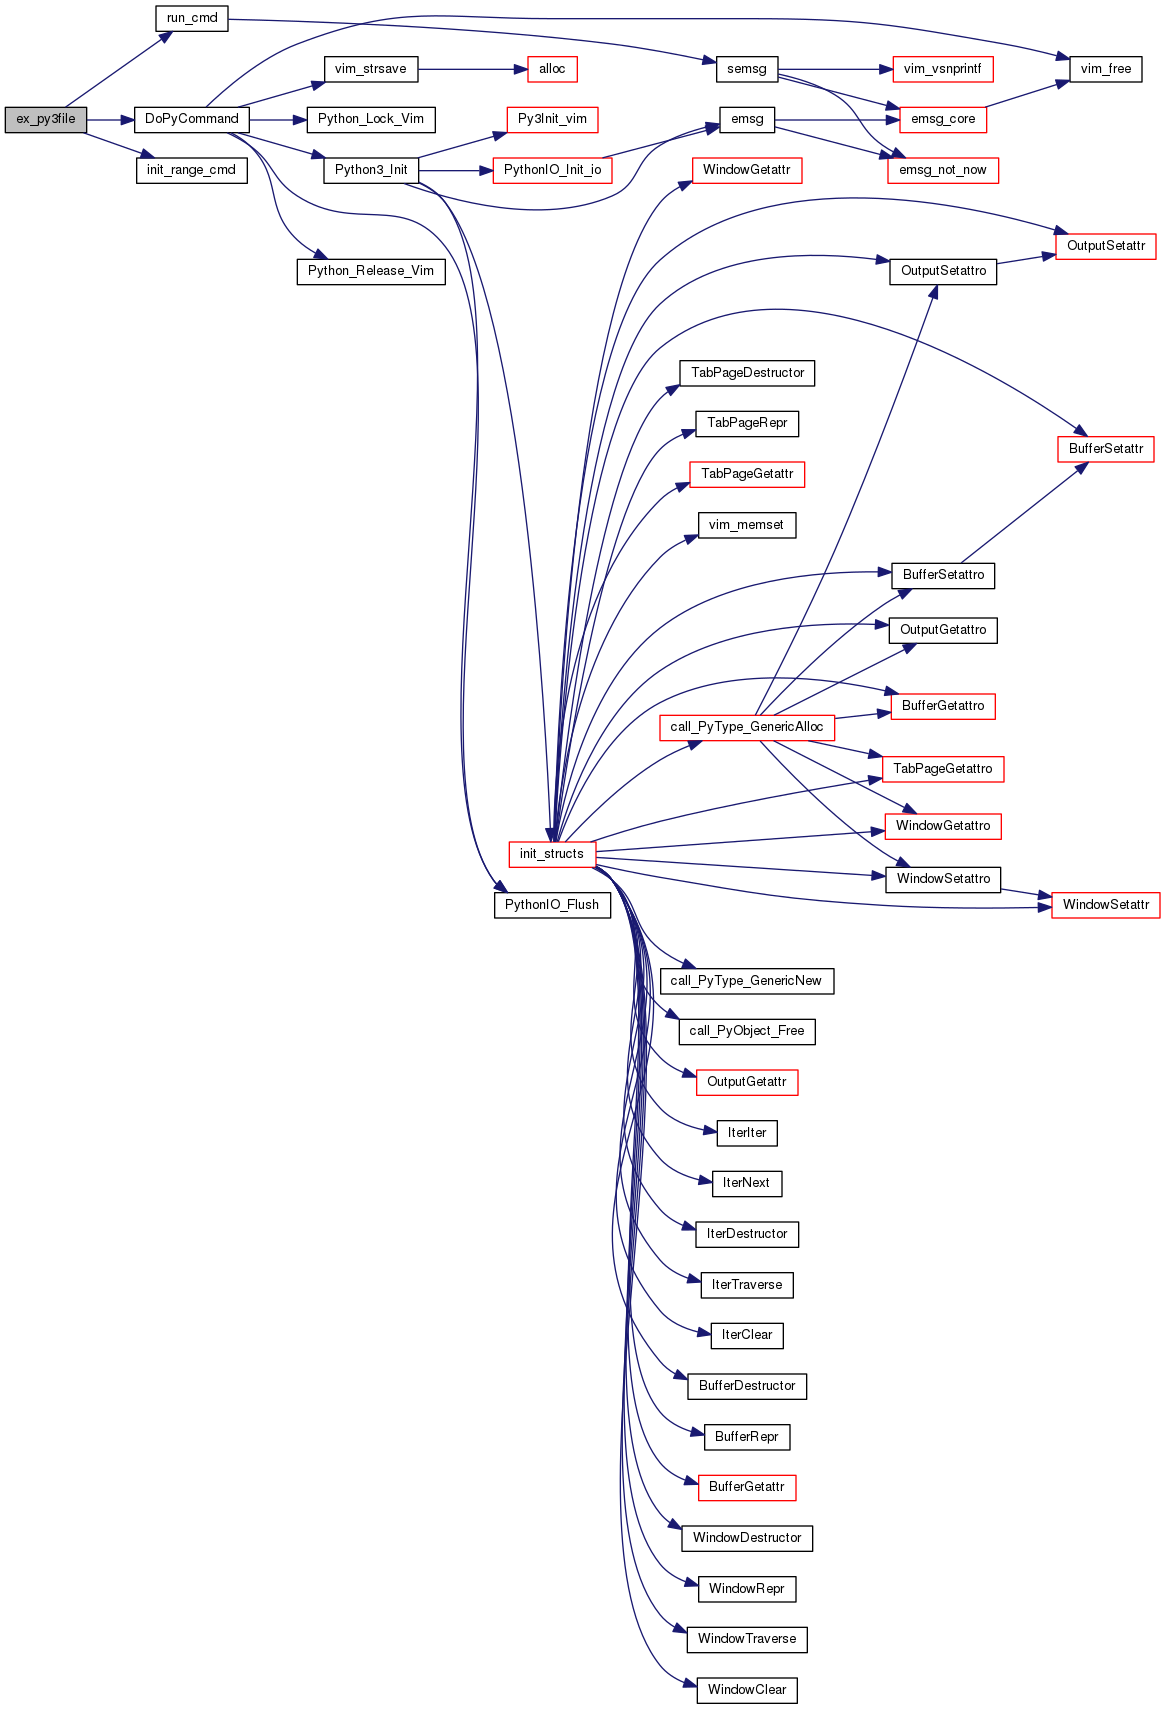 run_cmd
vim_strsave
alloc
semsg
vim_vsnprintf
vim_free
ex_py3file
DoPyCommand
Python_Lock_Vim
Py3Init_vim
emsg
emsg_core
init_range_cmd
Python3_Init
PythonIO_Init_io
WindowGetattr
emsg_not_now
OutputSetattr
Python_Release_Vim
OutputSetattro
TabPageDestructor
TabPageRepr
BufferSetattr
TabPageGetattr
vim_memset
BufferSetattro
OutputGetattro
BufferGetattro
call_PyType_GenericAlloc
TabPageGetattro
WindowGetattro
init_structs
WindowSetattro
PythonIO_Flush
WindowSetattr
call_PyType_GenericNew
call_PyObject_Free
OutputGetattr
IterIter
IterNext
IterDestructor
IterTraverse
IterClear
BufferDestructor
BufferRepr
BufferGetattr
WindowDestructor
WindowRepr
WindowTraverse
WindowClear